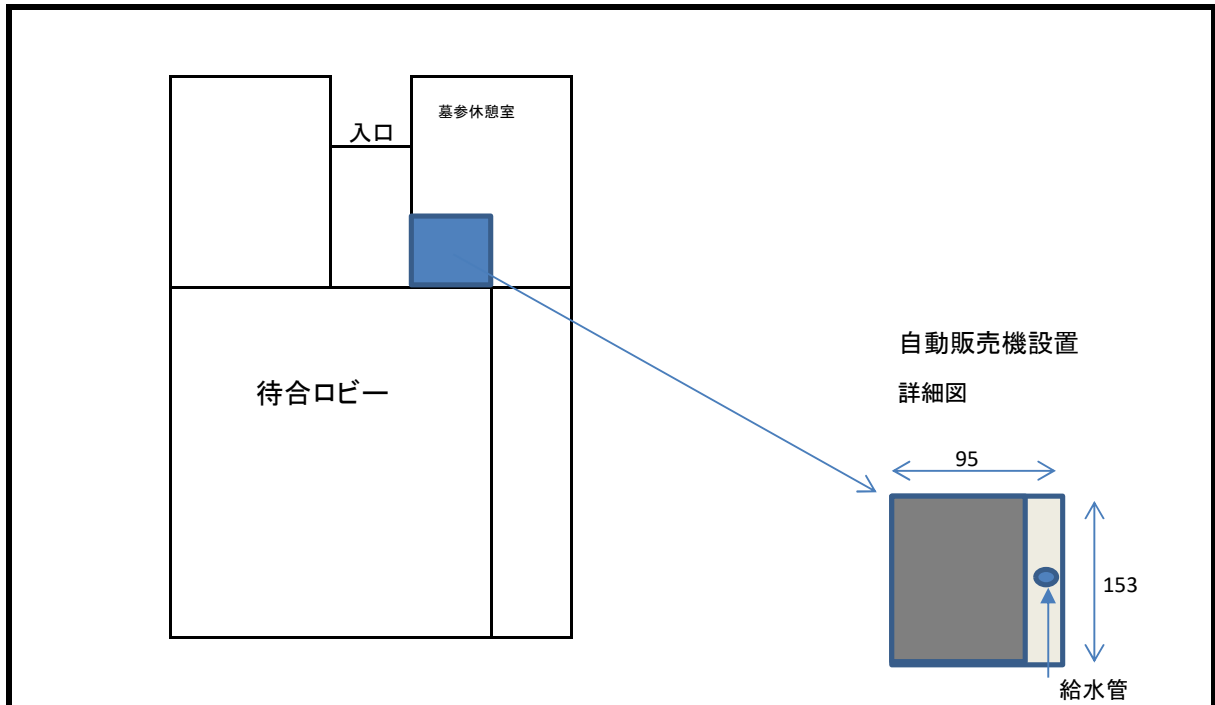 墓参休憩室
入口
自動販売機設置
詳細図
待合ロビー
95
153
給水管